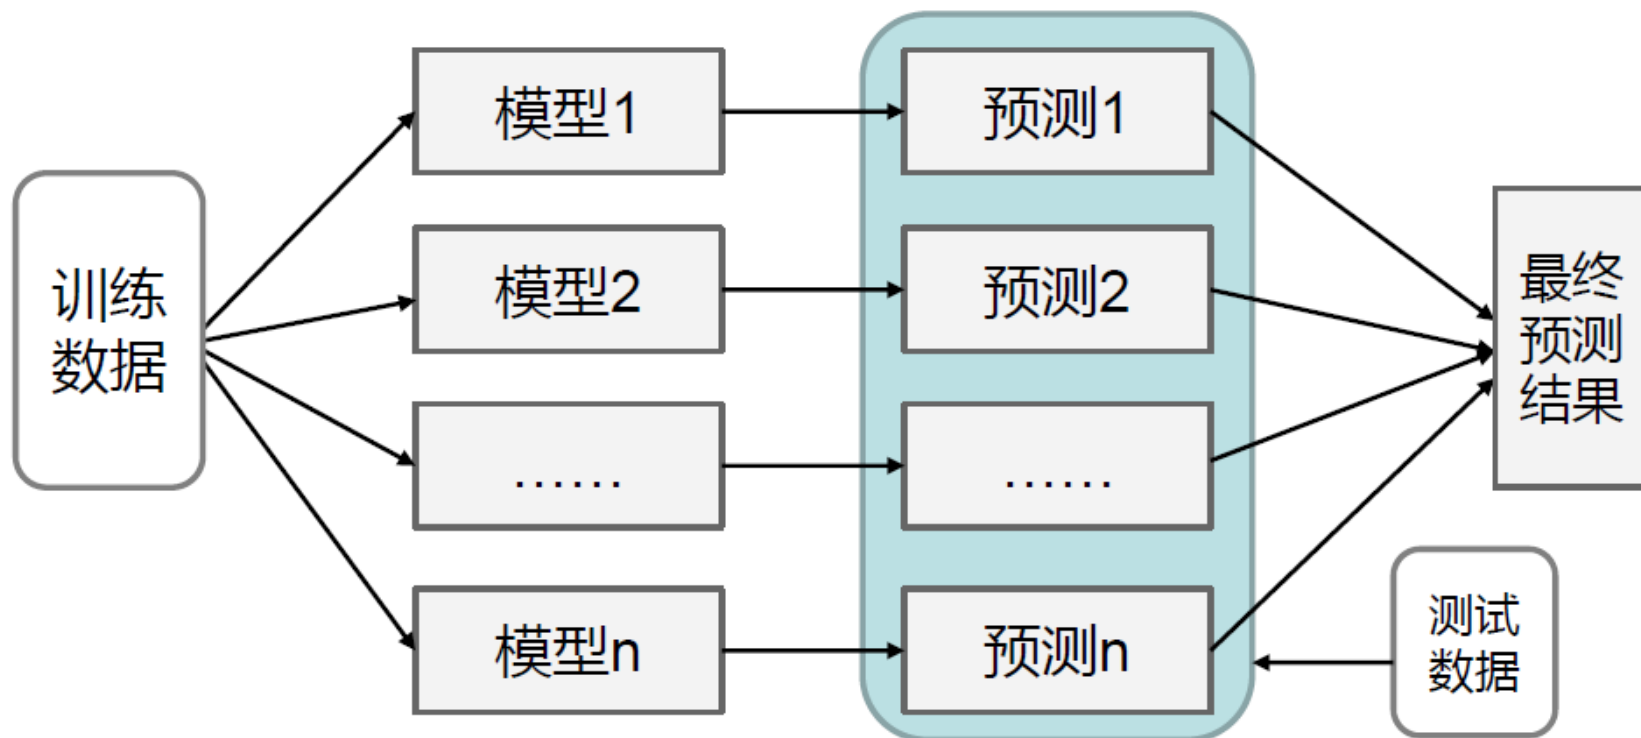 训练
数据
模型1
模型2
……
模型n
预测1
预测2
……
预测n
最终
预测
结果
测试
数据